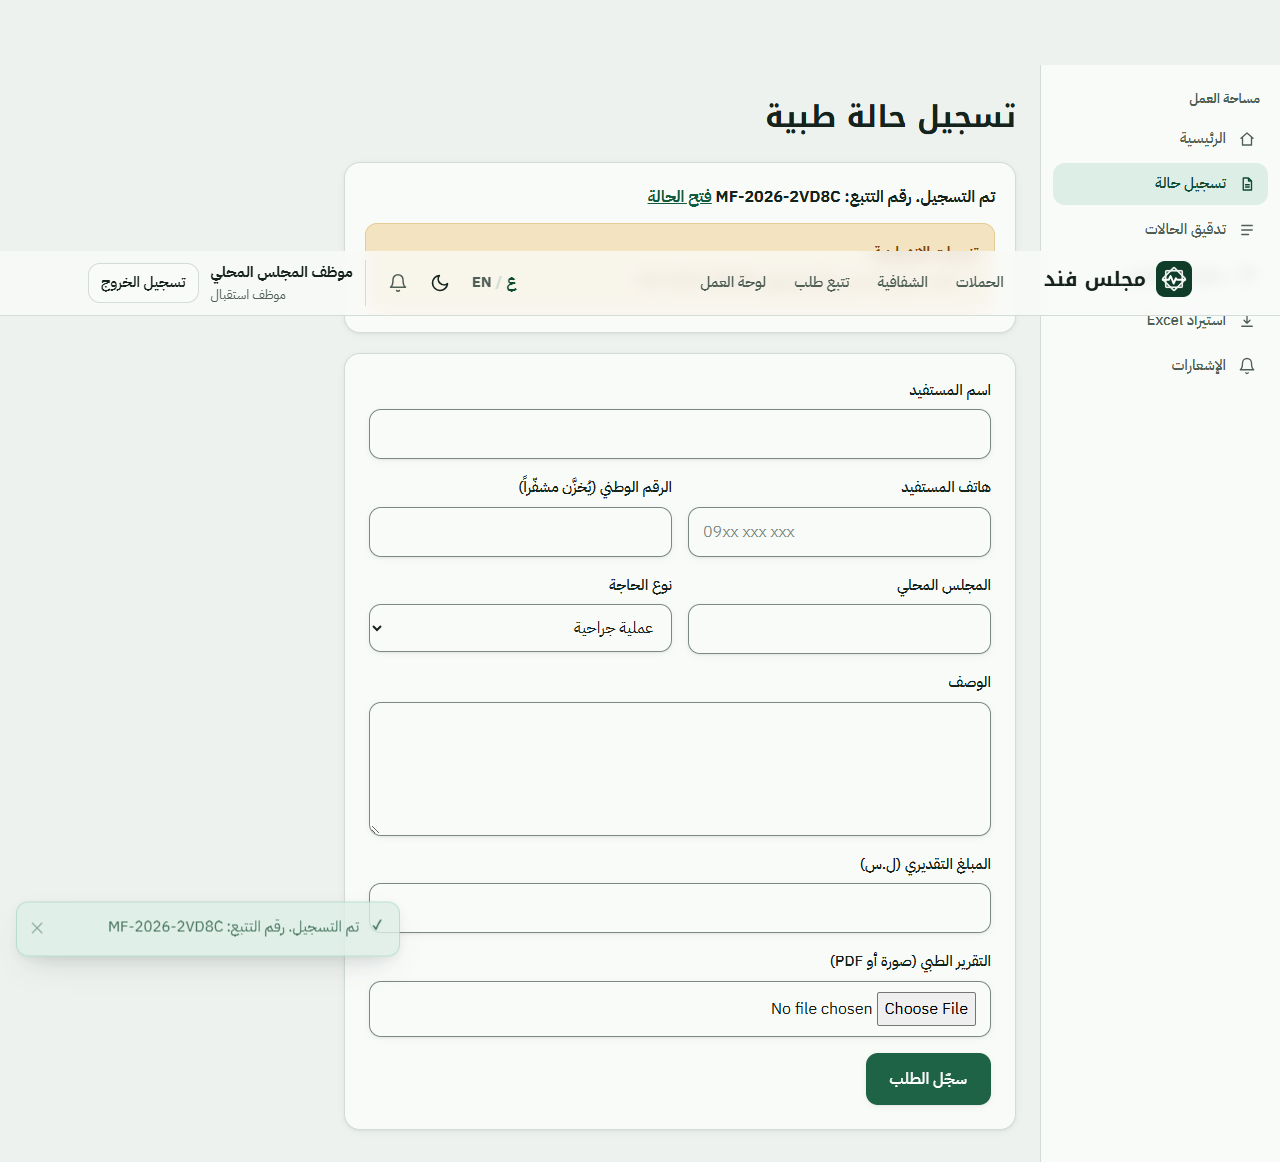 مساحة العمل
الرئيسية
تسجيل حالة
تدقيق الحالات
استيراد Excel
الإشعارات
مجلس فند
الحملات
الشفافية
تتبع طلب
لوحة العمل
ع / EN
موظف المجلس المحلي
موظف استقبال
تسجيل الخروج
تسجيل حالة طبية
تم التسجيل. رقم التتبع: MF-2026-2VD8C فتح الحالة
اسم المستفيد
هاتف المستفيد
09xx xxx xxx
الرقم الوطني (يُخزَّن مشفّراً)
المجلس المحلي
نوع الحاجة
عملية جراحية
الوصف
المبلغ التقديري (ل.س)
تم التسجيل. رقم التتبع: MF-2026-2VD8C
التقرير الطبي (صورة أو PDF)
Choose File No file chosen
سجّل الطلب